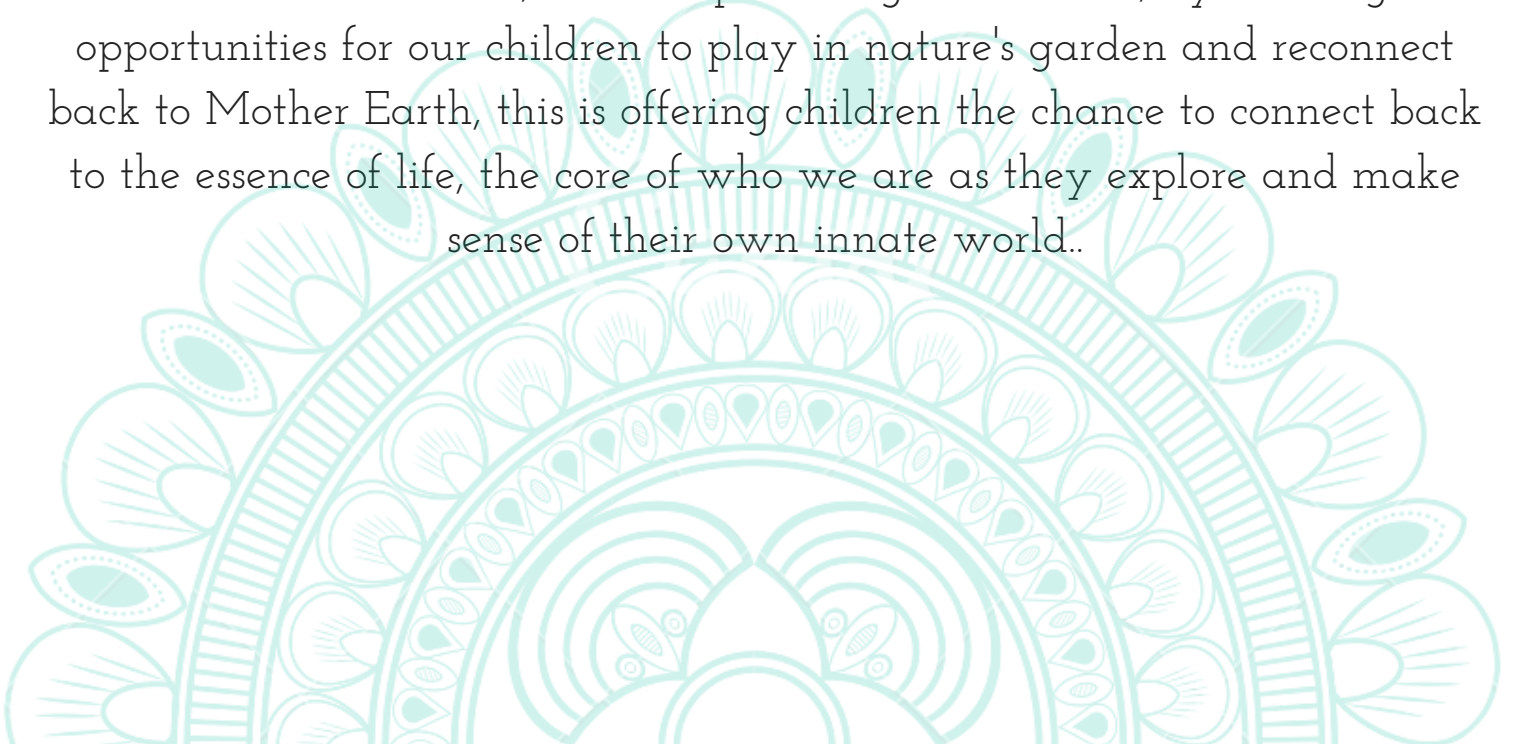 opportunities for our children to play in nature's garden and reconnect
back to Mother Earth, this is offering children the chance to connect back
to the essence of life, the core of who we are as they explore and make
sense of their own innate world..